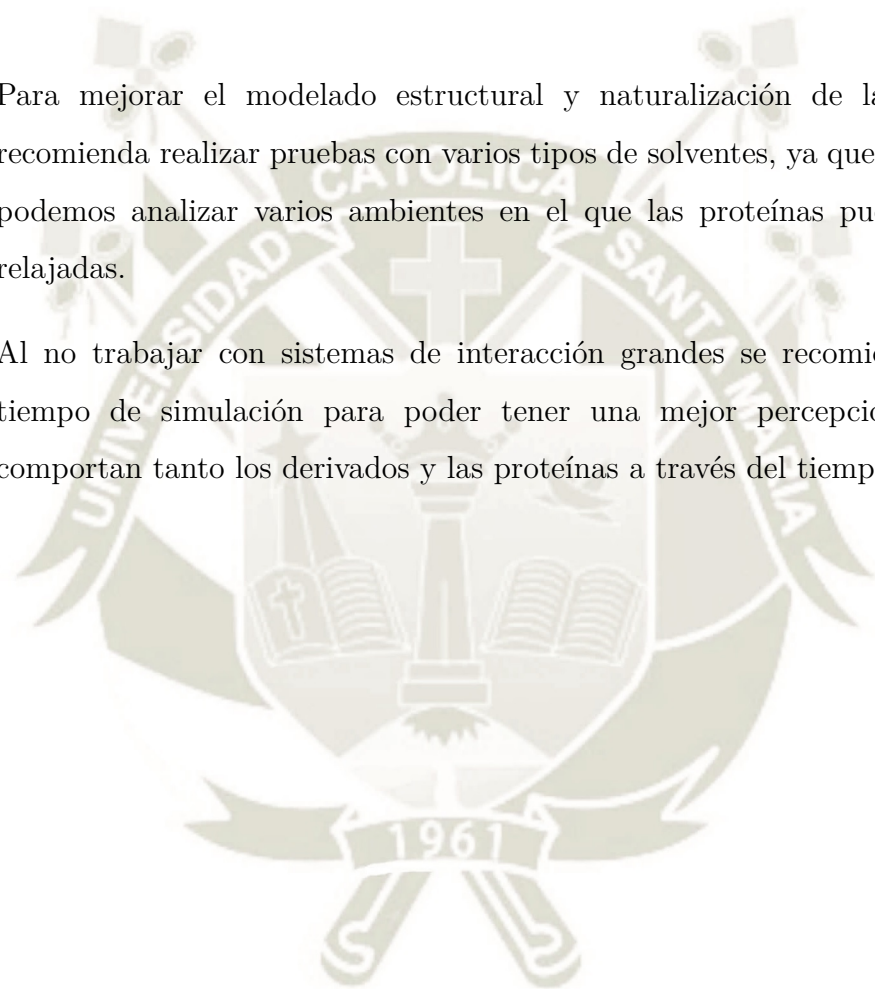 Para mejorar el modelado estructural y naturalización de la
recomienda realizar pruebas con varios tipos de solventes, ya que
podemos analizar varios ambientes en el que las proteínas pu
relajadas.
Al no trabajar con sistemas de interacción grandes se recomi
tiempo de simulación para poder tener una mejor percepci
comportan tanto los derivados y las proteínas a través del tiemp
UNIVERSIDAD CATOLICA SANTA MARIA
1961